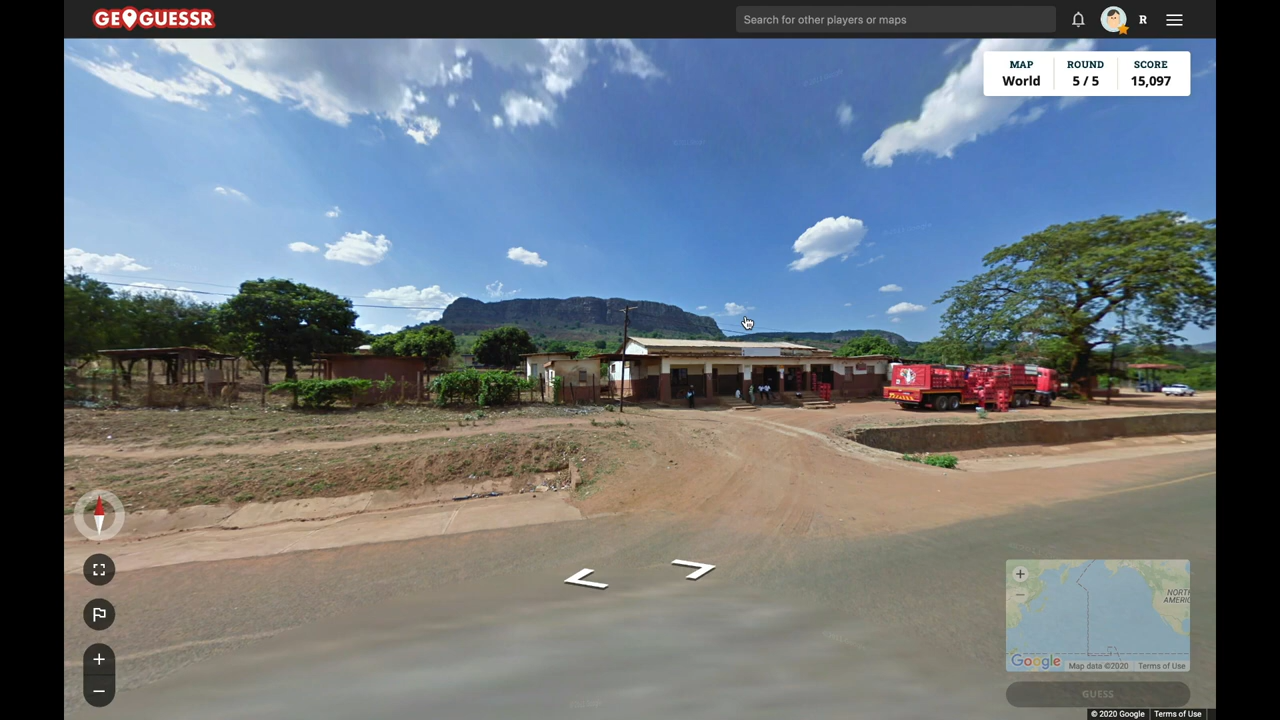 GEOGUESSR
Search for other players or maps
R
MAP
World
ROUND
5 / 5
SCORE
15,097
NORTH
AMERIC
Google
Map data ©2020
Terms of Use
GUESS
© 2020 Google
Terms of Use